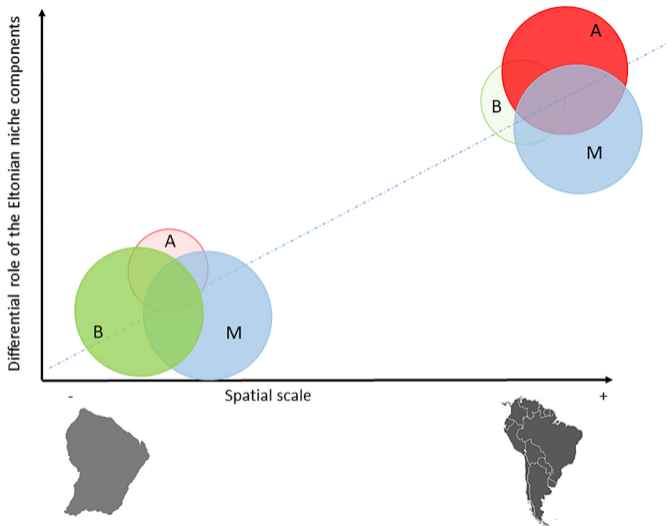 Differential role of the Eltonian niche components
A
B
M
A
B
M
-
Spatial scale
+